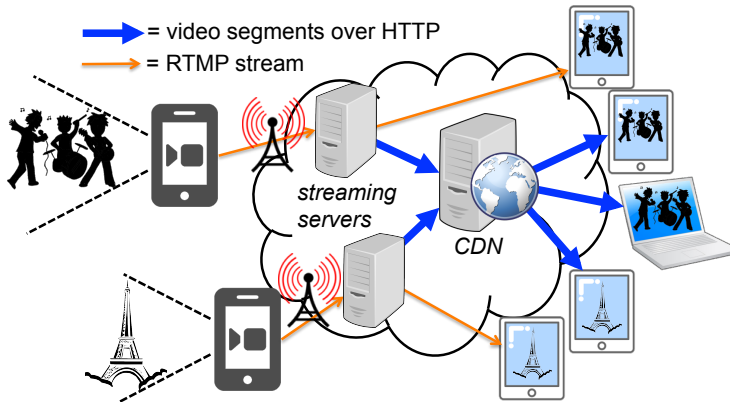 = video segments over HTTP
= RTMP stream
streaming
servers
CDN